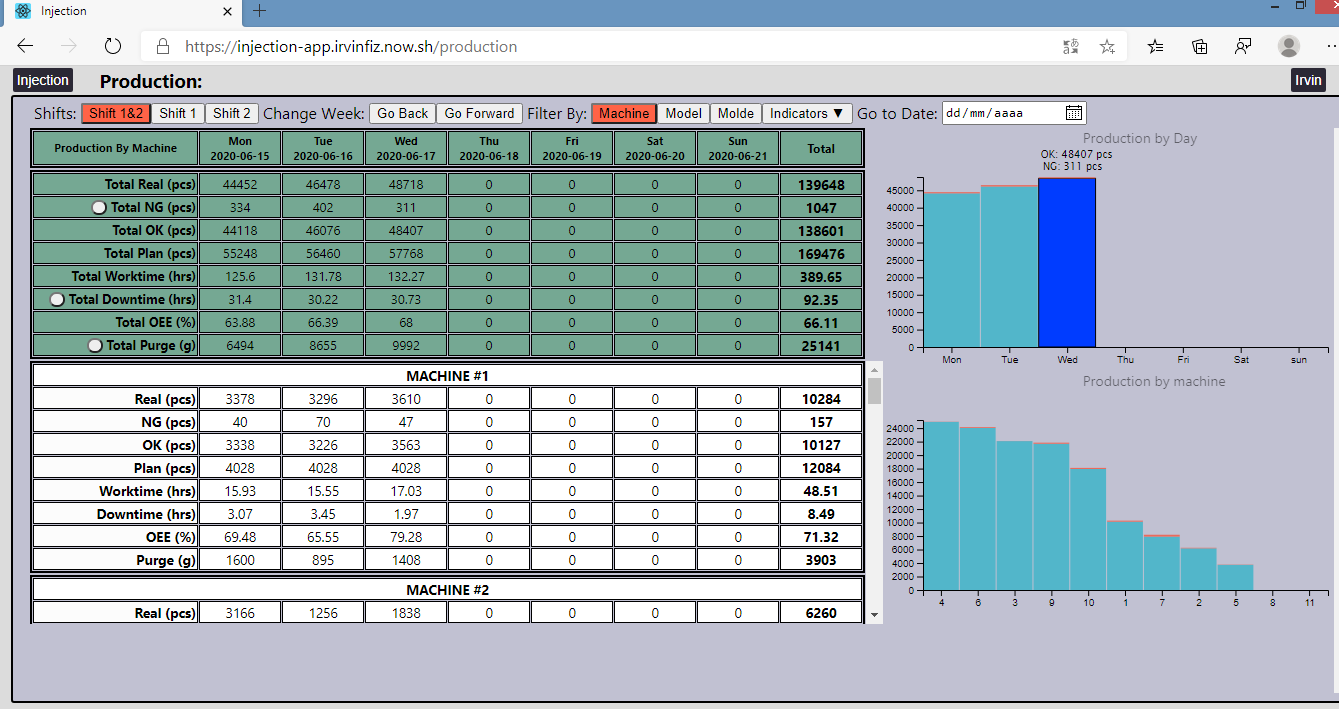 Injection
https://injection-app.irvinfiz.now.sh/production
Injection Production: Irvin
Shifts: Shift 1&2 Shift 1 Shift 2 Change Week: Go Back Go Forward Filter By: Machine Model Molde Indicators ▼ Go to Date: dd/mm/aaaa
Production By Machine Mon 2020-06-15 Tue 2020-06-16 Wed 2020-06-17 Thu 2020-06-18 Fri 2020-06-19 Sat 2020-06-20 Sun 2020-06-21 Total
Total Real (pcs) 44452 46478 48718 0 0 0 0 139648
Total NG (pcs) 334 402 311 0 0 0 0 1047
Total OK (pcs) 44118 46076 48407 0 0 0 0 138601
Total Plan (pcs) 55248 56460 57768 0 0 0 0 169476
Total Worktime (hrs) 125.6 131.78 132.27 0 0 0 0 389.65
Total Downtime (hrs) 31.4 30.22 30.73 0 0 0 0 92.35
Total OEE (%) 63.88 66.39 68 0 0 0 0 66.11
Total Purge (g) 6494 8655 9992 0 0 0 0 25141
MACHINE #1
Real (pcs) 3378 3296 3610 0 0 0 0 10284
NG (pcs) 40 70 47 0 0 0 0 157
OK (pcs) 3338 3226 3563 0 0 0 0 10127
Plan (pcs) 4028 4028 4028 0 0 0 0 12084
Worktime (hrs) 15.93 15.55 17.03 0 0 0 0 48.51
Downtime (hrs) 3.07 3.45 1.97 0 0 0 0 8.49
OEE (%) 69.48 65.55 79.28 0 0 0 0 71.32
Purge (g) 1600 895 1408 0 0 0 0 3903
MACHINE #2
Real (pcs) 3166 1256 1838 0 0 0 0 6260
Production by Day
OK: 48407 pcs
NG: 311 pcs
45000
40000
35000
30000
25000
20000
15000
10000
5000
0
Mon Tue Wed Thu Fri Sat sun
Production by machine
24000
22000
20000
18000
16000
14000
12000
10000
8000
6000
4000
2000
0
4 6 3 9 10 1 7 2 5 8 11